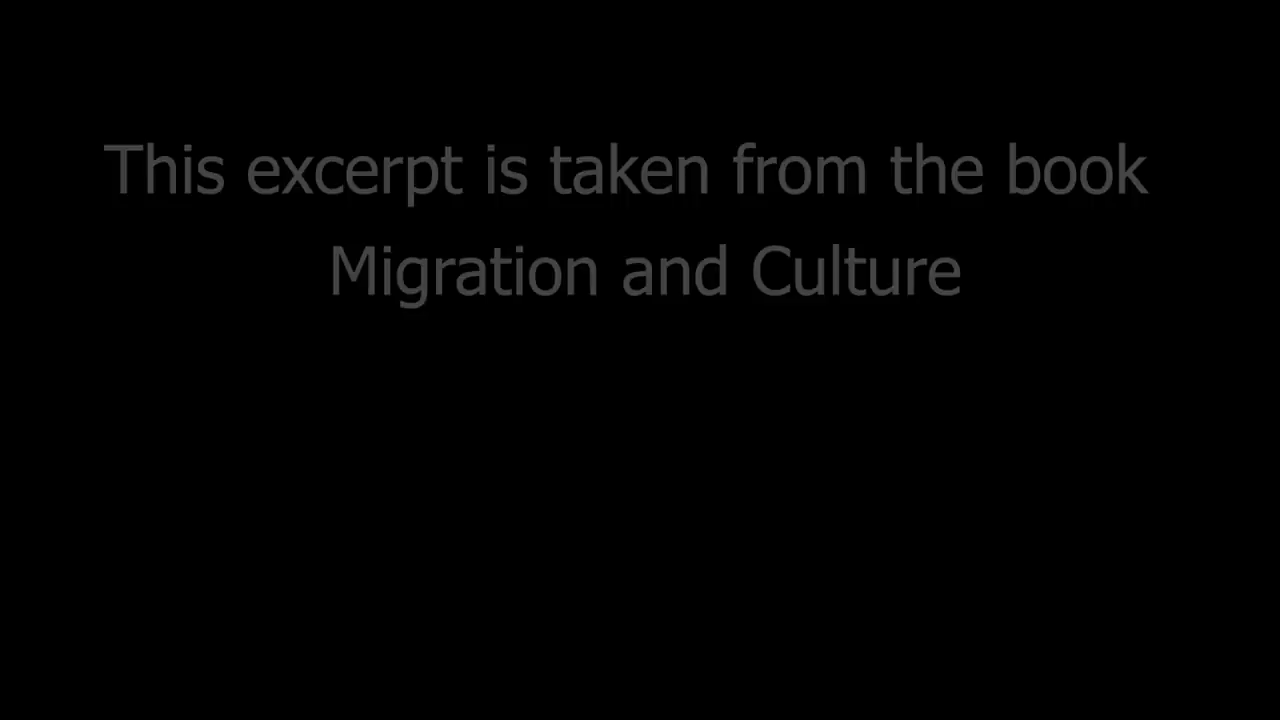 This excerpt is taken from the book
Migration and Culture